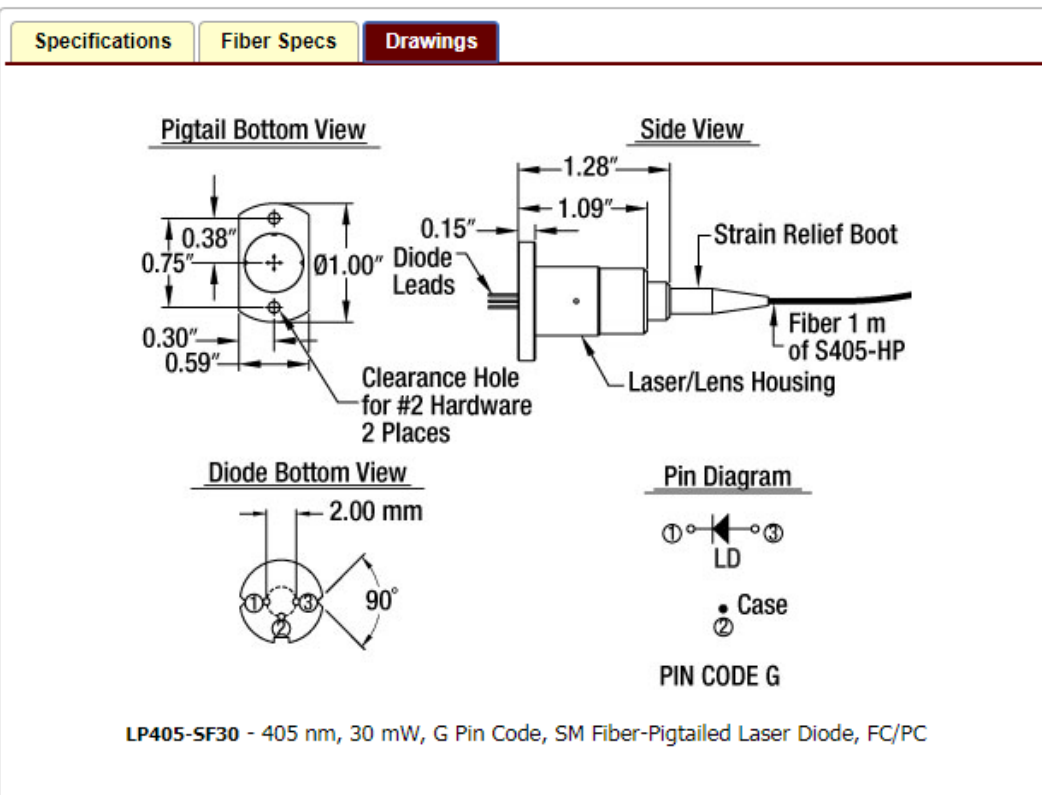 Specifications
Fiber Specs
Drawings
Pigtail Bottom View
0.38″
0.75″
Ø1.00″
0.30″
0.59″
Clearance Hole
for #2 Hardware
2 Places
Side View
1.28″
1.09″
0.15″
Diode
Leads
Strain Relief Boot
Fiber 1 m
of S405-HP
Laser/Lens Housing
Diode Bottom View
2.00 mm
① ③
②
90°
Pin Diagram
① ③
LD
Case
②
PIN CODE G
LP405-SF30 - 405 nm, 30 mW, G Pin Code, SM Fiber-Pigtailed Laser Diode, FC/PC